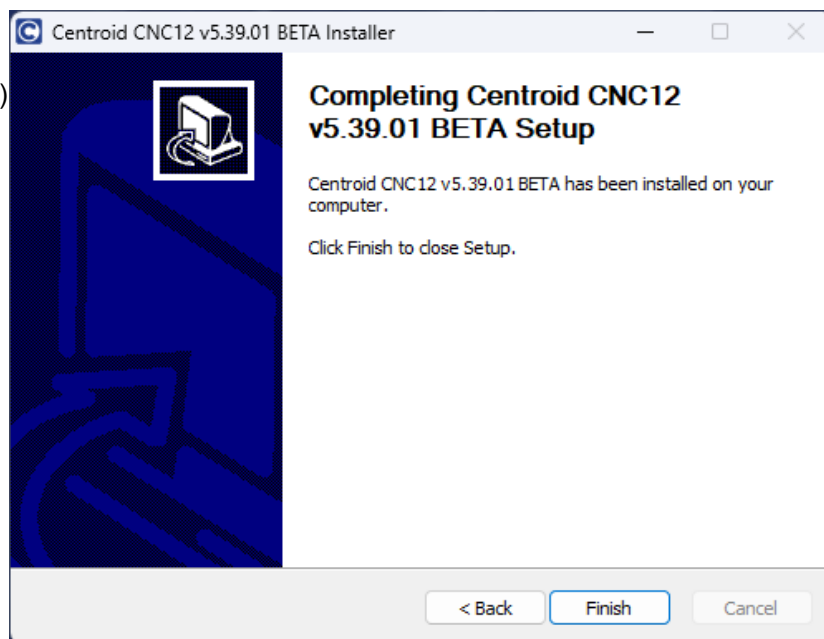 Centroid CNC12 v5.39.01 BETA Installer
)
Completing Centroid CNC12
v5.39.01 BETA Setup
Centroid CNC12 v5.39.01 BETA has been installed on your
computer.
Click Finish to close Setup.
< Back Finish Cancel